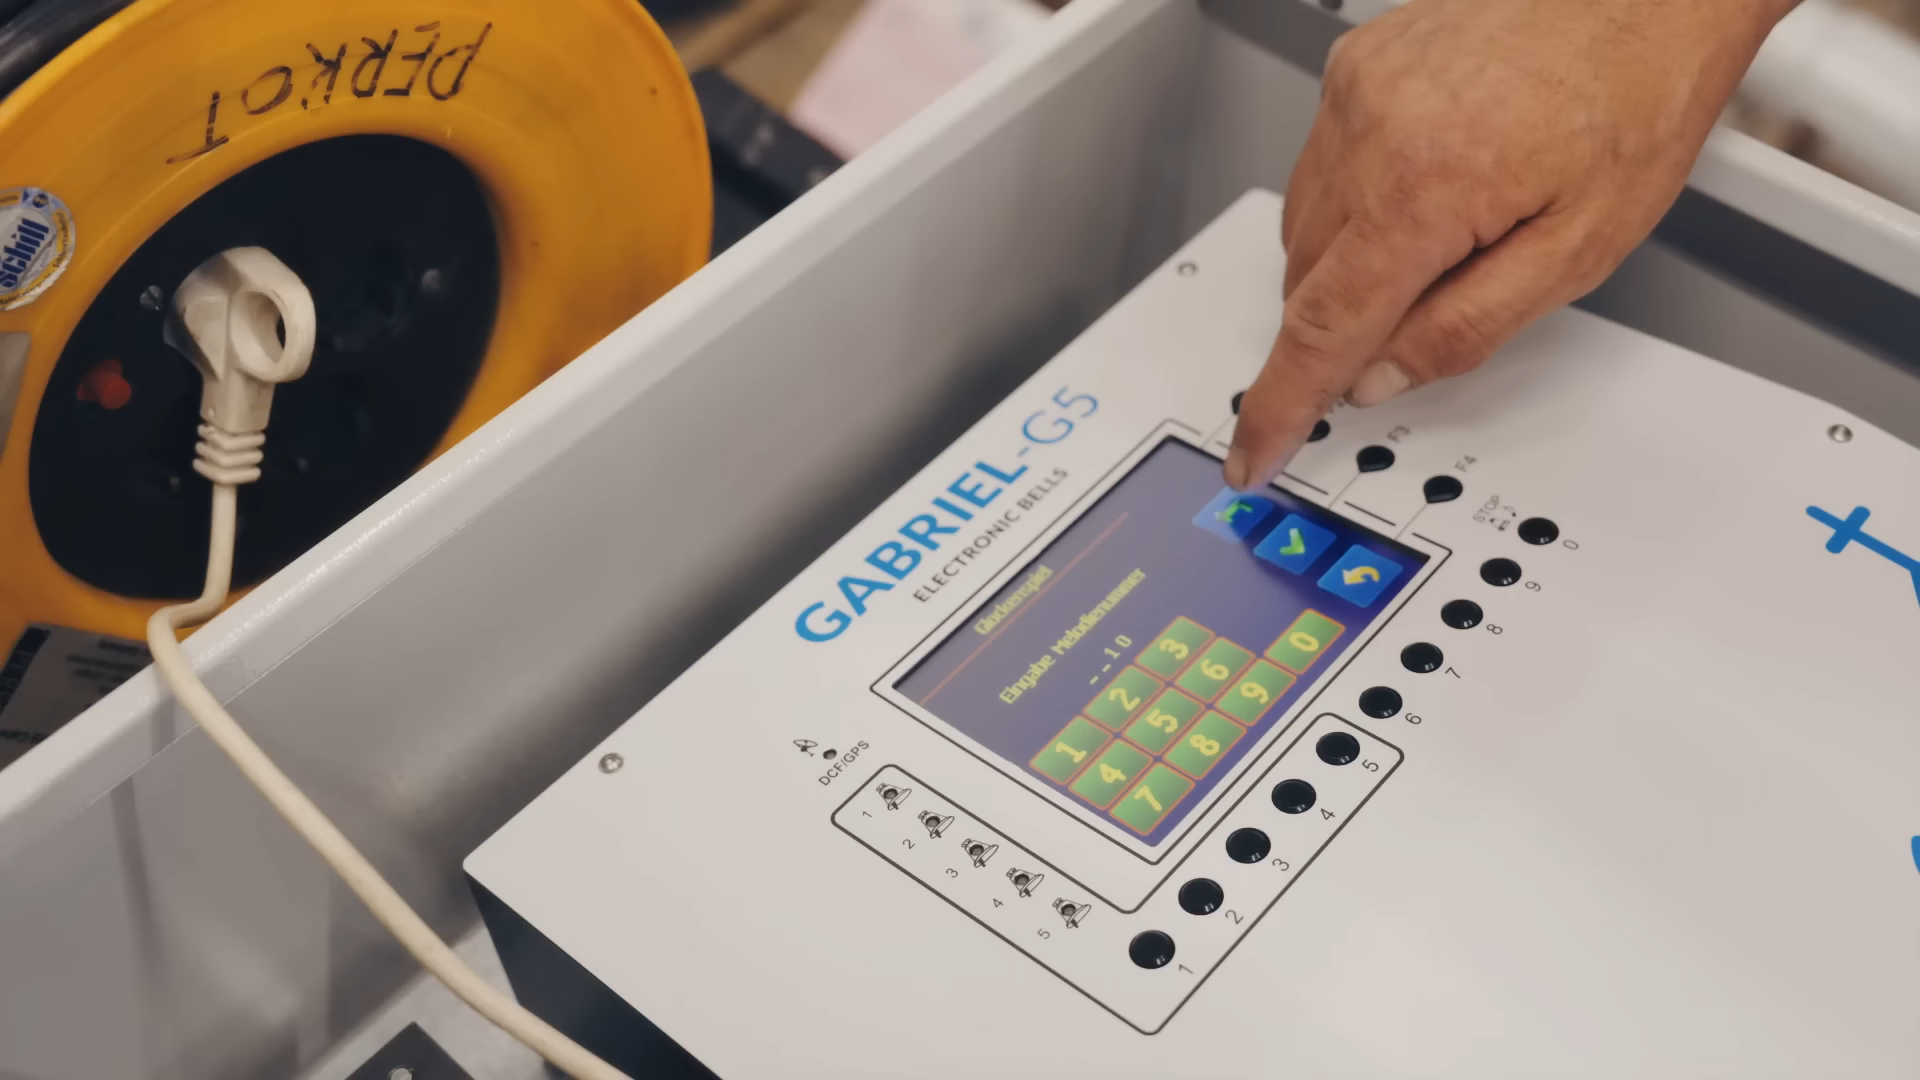 PERKOT
schill
GABRIEL-G5
ELECTRONIC BELLS
Glockenspiel
Eingabe Melodienummer
--10
1 2 3
4 5 6
7 8 9 0
F3
F4
STOP
0
9
8
7
6
5
4
3
2
1
DCF/GPS
1
2
3
4
5